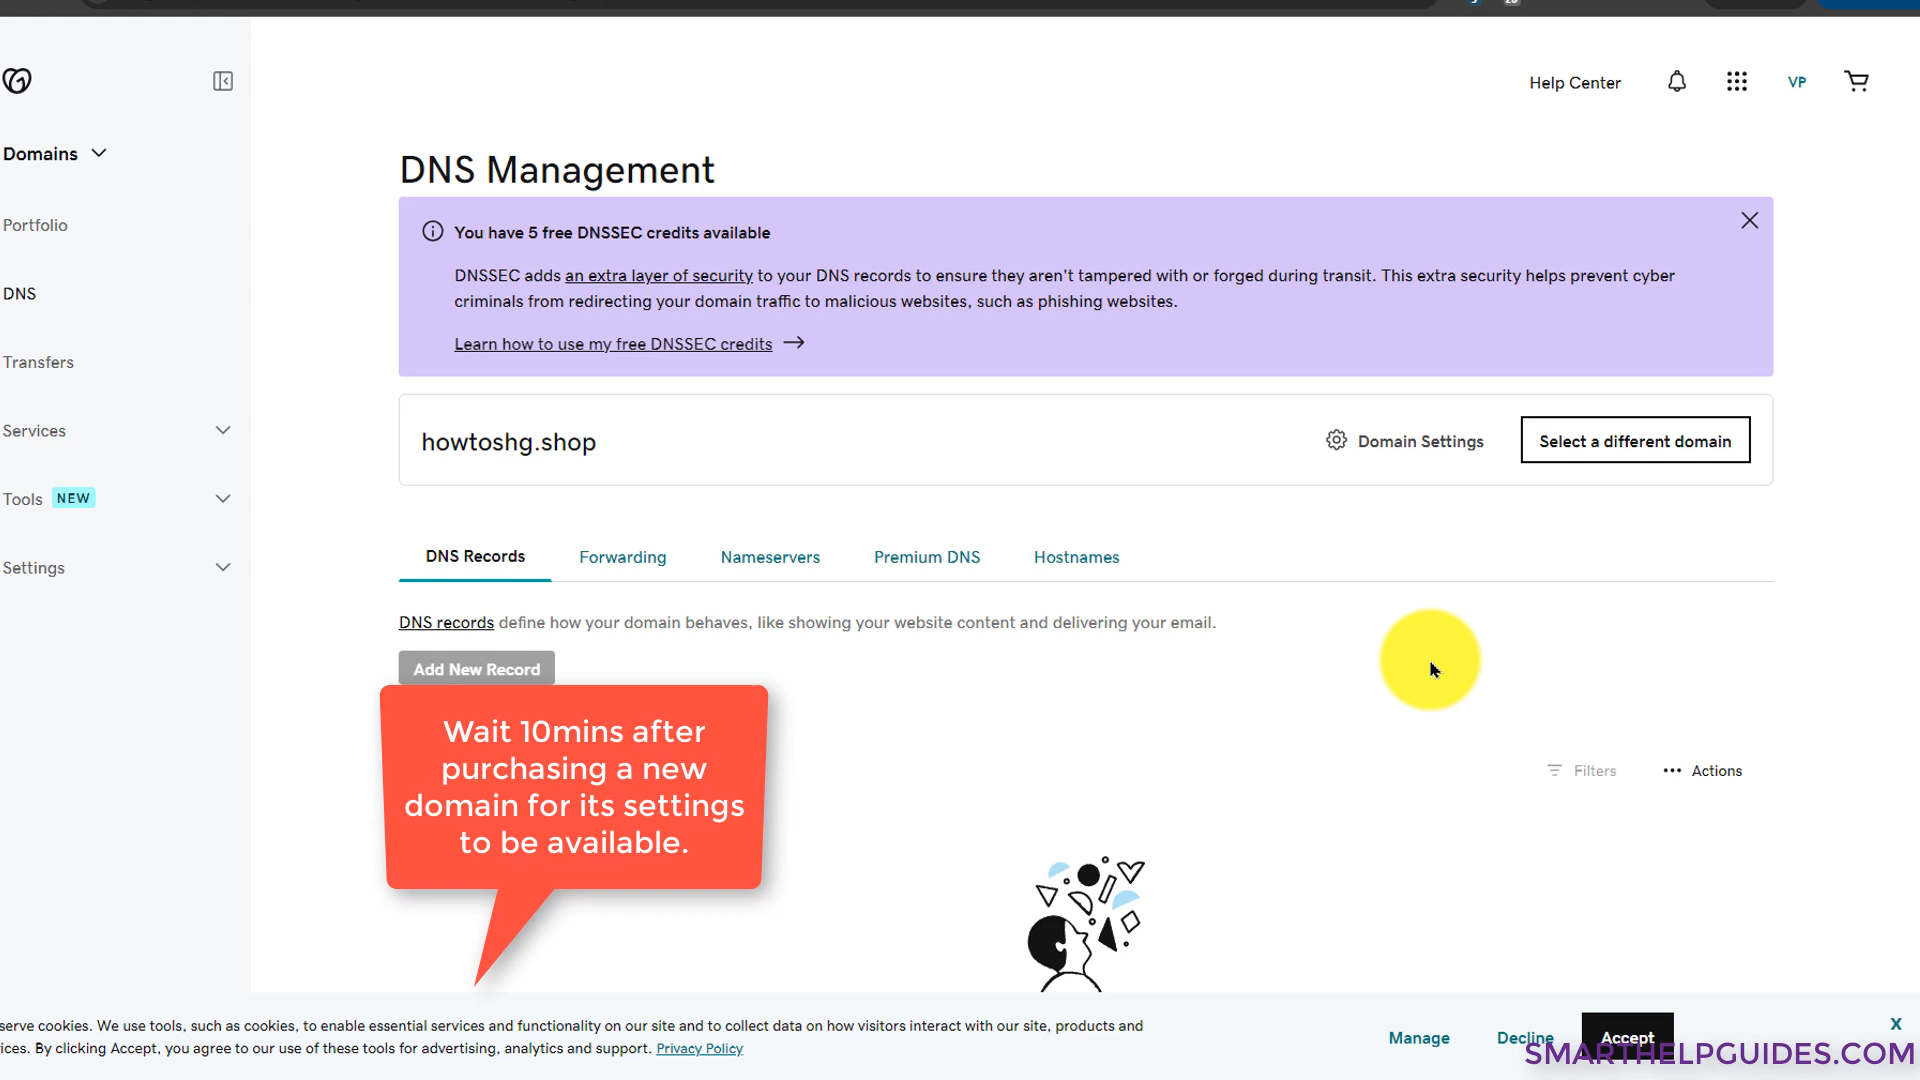 Help Center
VP
Domains
DNS Management
You have 5 free DNSSEC credits available
Portfolio
DNSSEC adds an extra layer of security to your DNS records to ensure they aren't tampered with or forged during transit. This extra security helps prevent cyber
criminals from redirecting your domain traffic to malicious websites, such as phishing websites.
DNS
Learn how to use my free DNSSEC credits
Transfers
Services
howtoshg.shop
Domain Settings
Select a different domain
Tools NEW
Settings
DNS Records
Forwarding
Nameservers
Premium DNS
Hostnames
DNS records define how your domain behaves, like showing your website content and delivering your email.
Add New Record
Wait 10mins after
purchasing a new
domain for its settings
to be available.
Filters
Actions
serve cookies. We use tools, such as cookies, to enable essential services and functionality on our site and to collect data on how visitors interact with our site, products and
ices. By clicking Accept, you agree to our use of these tools for advertising, analytics and support. Privacy Policy
Manage
Decline
Accept
X
SMARTHELPGUIDES.COM